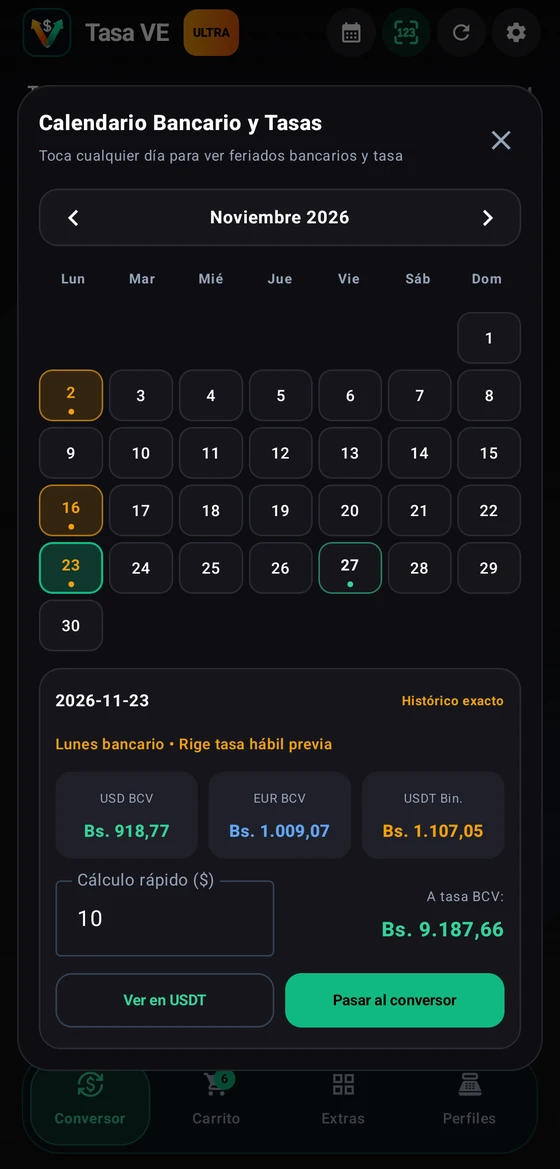 Tasa VE
ULTRA
123
Calendario Bancario y Tasas
Toca cualquier día para ver feriados bancarios y tasa
Noviembre 2026
Lun Mar Mié Jue Vie Sáb Dom
1
2 3 4 5 6 7 8
9 10 11 12 13 14 15
16 17 18 19 20 21 22
23 24 25 26 27 28 29
30
2026-11-23 Histórico exacto
Lunes bancario • Rige tasa hábil previa
USD BCV EUR BCV USDT Bin.
Bs. 918,77 Bs. 1.009,07 Bs. 1.107,05
Cálculo rápido ($)
10
A tasa BCV:
Bs. 9.187,66
Ver en USDT Pasar al conversor
6
Conversor Carrito Extras Perfiles